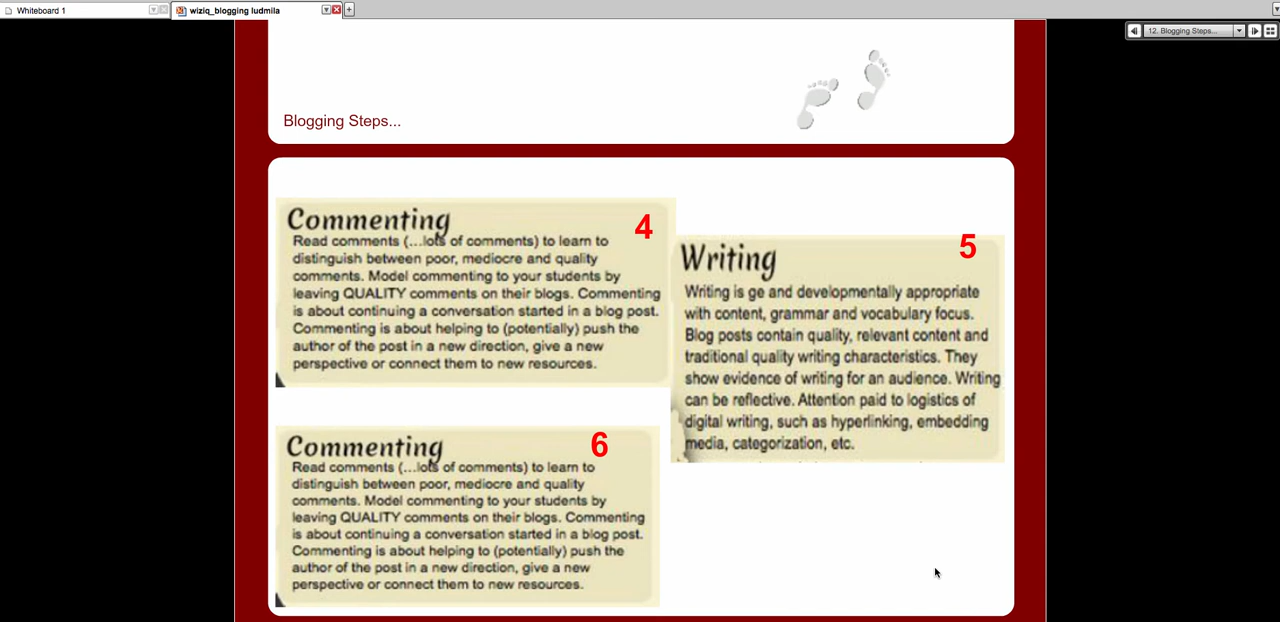 Whiteboard 1
wiziq_blogging ludmila
12. Blogging Steps...
Blogging Steps...
Commenting
4
Read comments (...lots of comments) to learn to
distinguish between poor, mediocre and quality
comments. Model commenting to your students by
leaving QUALITY comments on their blogs. Commenting
is about continuing a conversation started in a blog post.
Commenting is about helping to (potentially) push the
author of the post in a new direction, give a new
perspective or connect them to new resources.
Writing
5
Writing is ge and developmentally appropriate
with content, grammar and vocabulary focus.
Blog posts contain quality, relevant content and
traditional quality writing characteristics. They
show evidence of writing for an audience. Writing
can be reflective. Attention paid to logistics of
digital writing, such as hyperlinking, embedding
media, categorization, etc.
Commenting
6
Read comments (...lots of comments) to learn to
distinguish between poor, mediocre and quality
comments. Model commenting to your students by
leaving QUALITY comments on their blogs. Commenting
is about continuing a conversation started in a blog post.
Commenting is about helping to (potentially) push the
author of the post in a new direction, give a new
perspective or connect them to new resources.